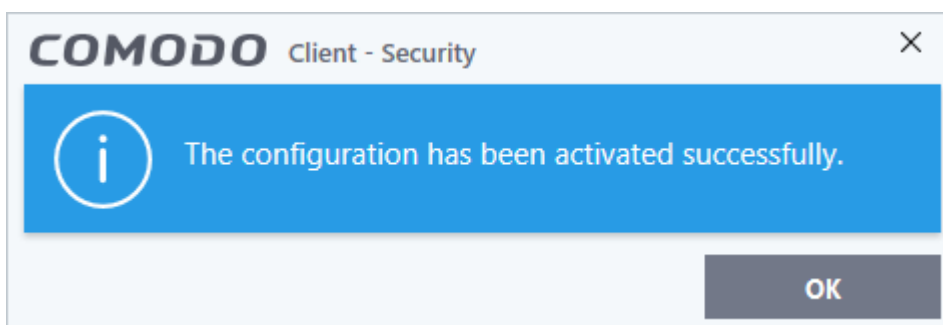 COMODO Client - Security
The configuration has been activated successfully.
OK